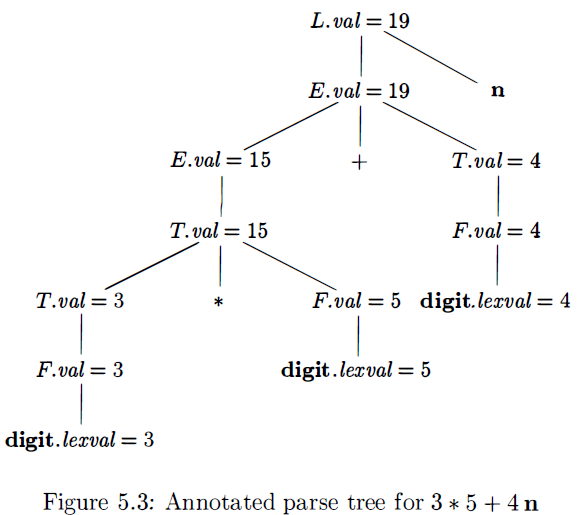 L.val = 19
E.val = 19 n
E.val = 15 + T.val = 4
T.val = 15 F.val = 4
T.val = 3 * F.val = 5 digit.lexval = 4
F.val = 3 digit.lexval = 5
digit.lexval = 3
Figure 5.3: Annotated parse tree for 3 * 5 + 4 n